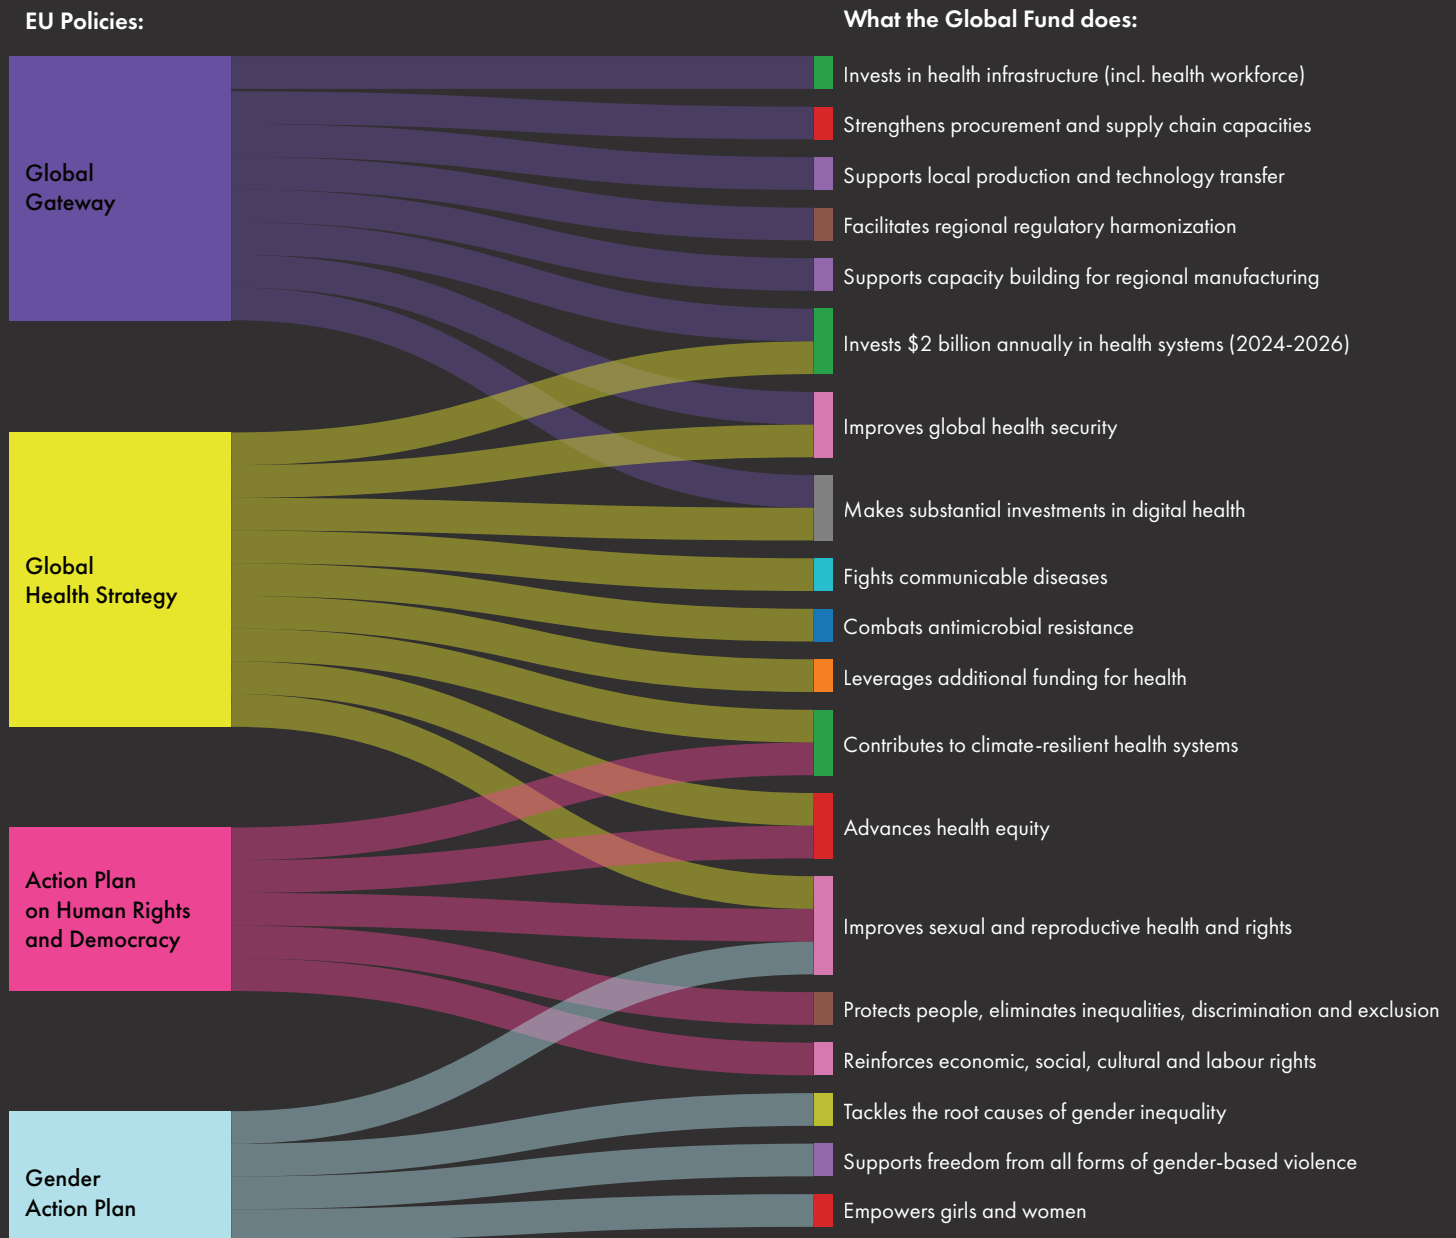 EU Policies:
What the Global Fund does:
Global
Gateway
Global
Health Strategy
Action Plan
on Human Rights
and Democracy
Gender
Action Plan
Invests in health infrastructure (incl. health workforce)
Strengthens procurement and supply chain capacities
Supports local production and technology transfer
Facilitates regional regulatory harmonization
Supports capacity building for regional manufacturing
Invests $2 billion annually in health systems (2024-2026)
Improves global health security
Makes substantial investments in digital health
Fights communicable diseases
Combats antimicrobial resistance
Leverages additional funding for health
Contributes to climate-resilient health systems
Advances health equity
Improves sexual and reproductive health and rights
Protects people, eliminates inequalities, discrimination and exclusion
Reinforces economic, social, cultural and labour rights
Tackles the root causes of gender inequality
Supports freedom from all forms of gender-based violence
Empowers girls and women